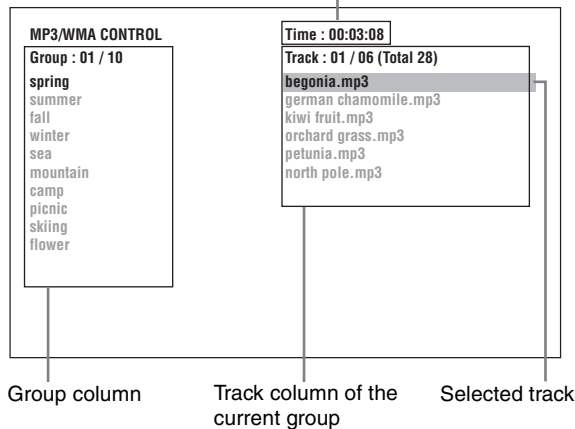 MP3/WMA CONTROL
Group : 01 / 10
spring
summer
fall
winter
sea
mountain
camp
picnic
skiing
flower
Time : 00:03:08
Track : 01 / 06 (Total 28)
begonia.mp3
german chamomile.mp3
kiwi fruit.mp3
orchard grass.mp3
petunia.mp3
north pole.mp3
Group column
Track column of the
current group
Selected track